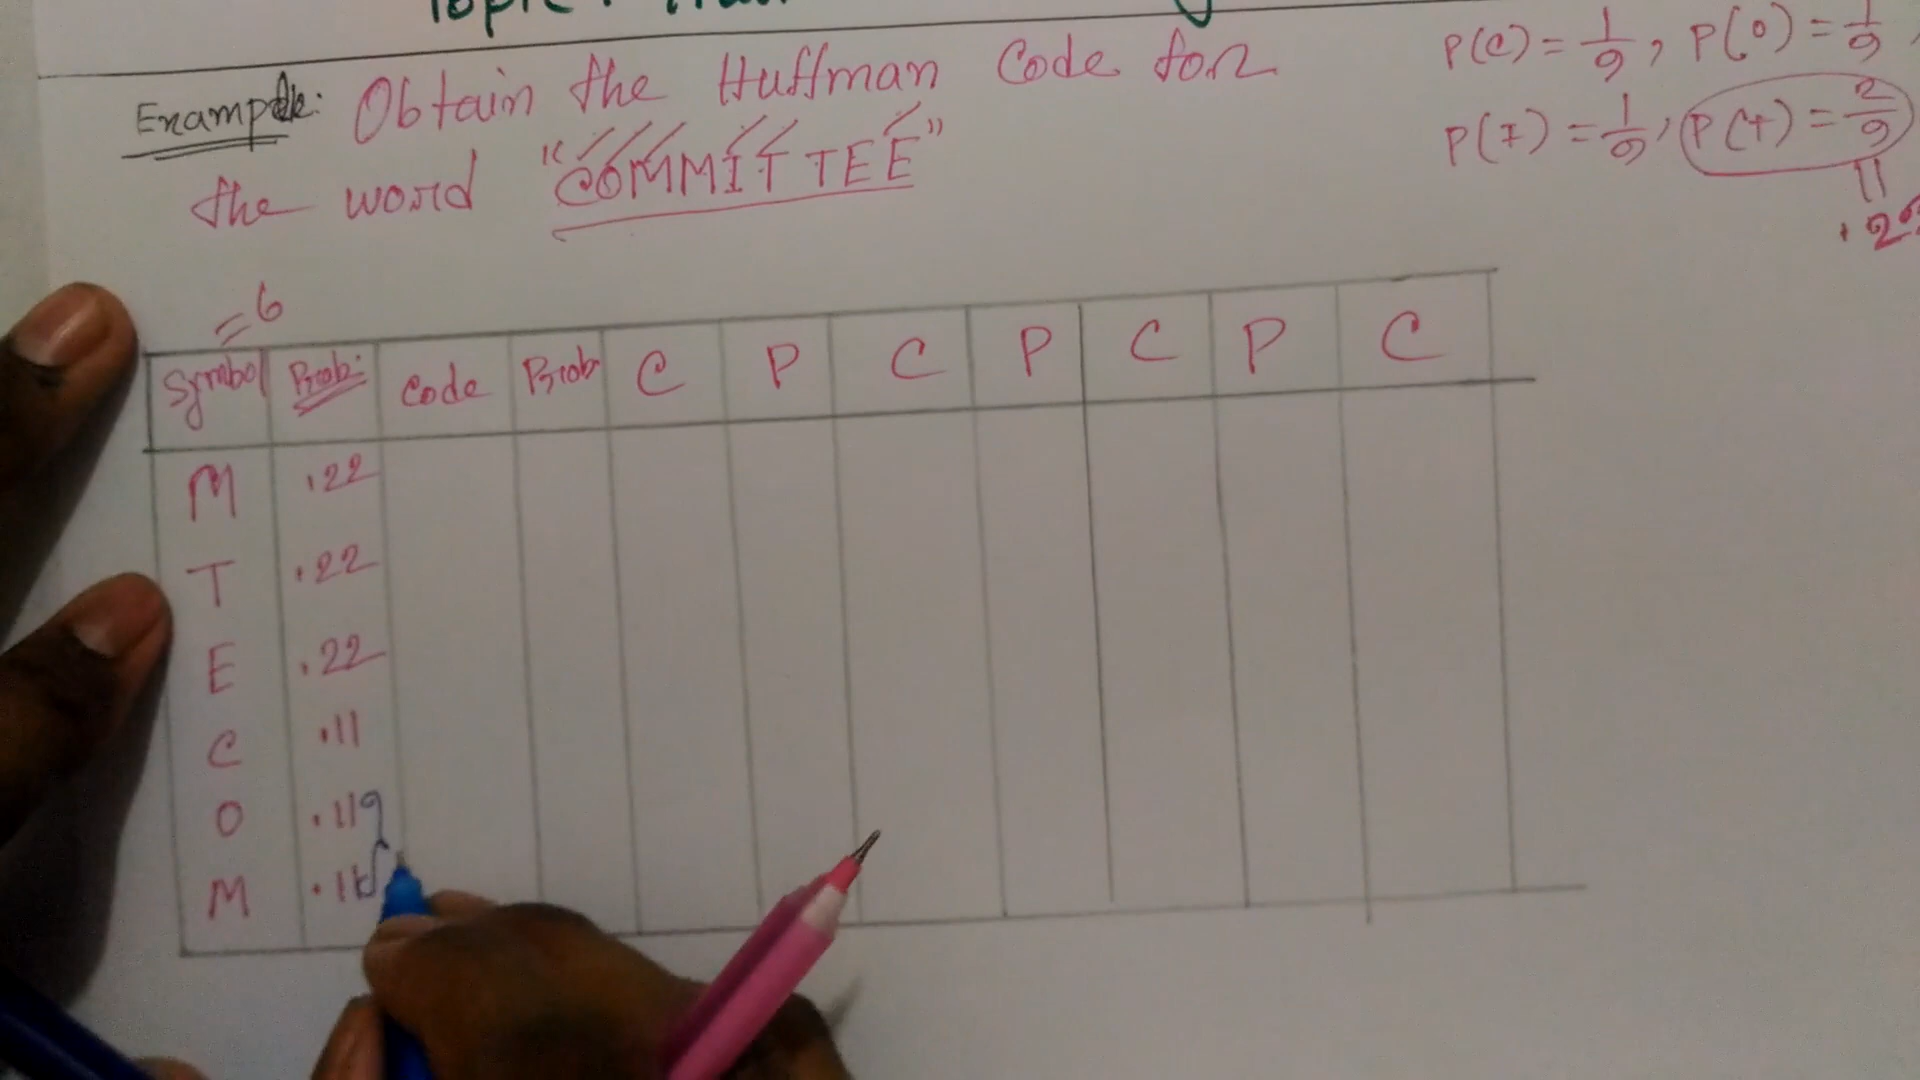 Topic:
Example: Obtain the Huffman Code for
the word "COMMITTEE"
P(C) = 1/9, P(O) = 1/9,
P(I) = 1/9, P(T) = 2/9
=6
Symbol Prob. Code Prob C P C P C P C
M .22
T .22
E .22
C .11
O .11
M .11